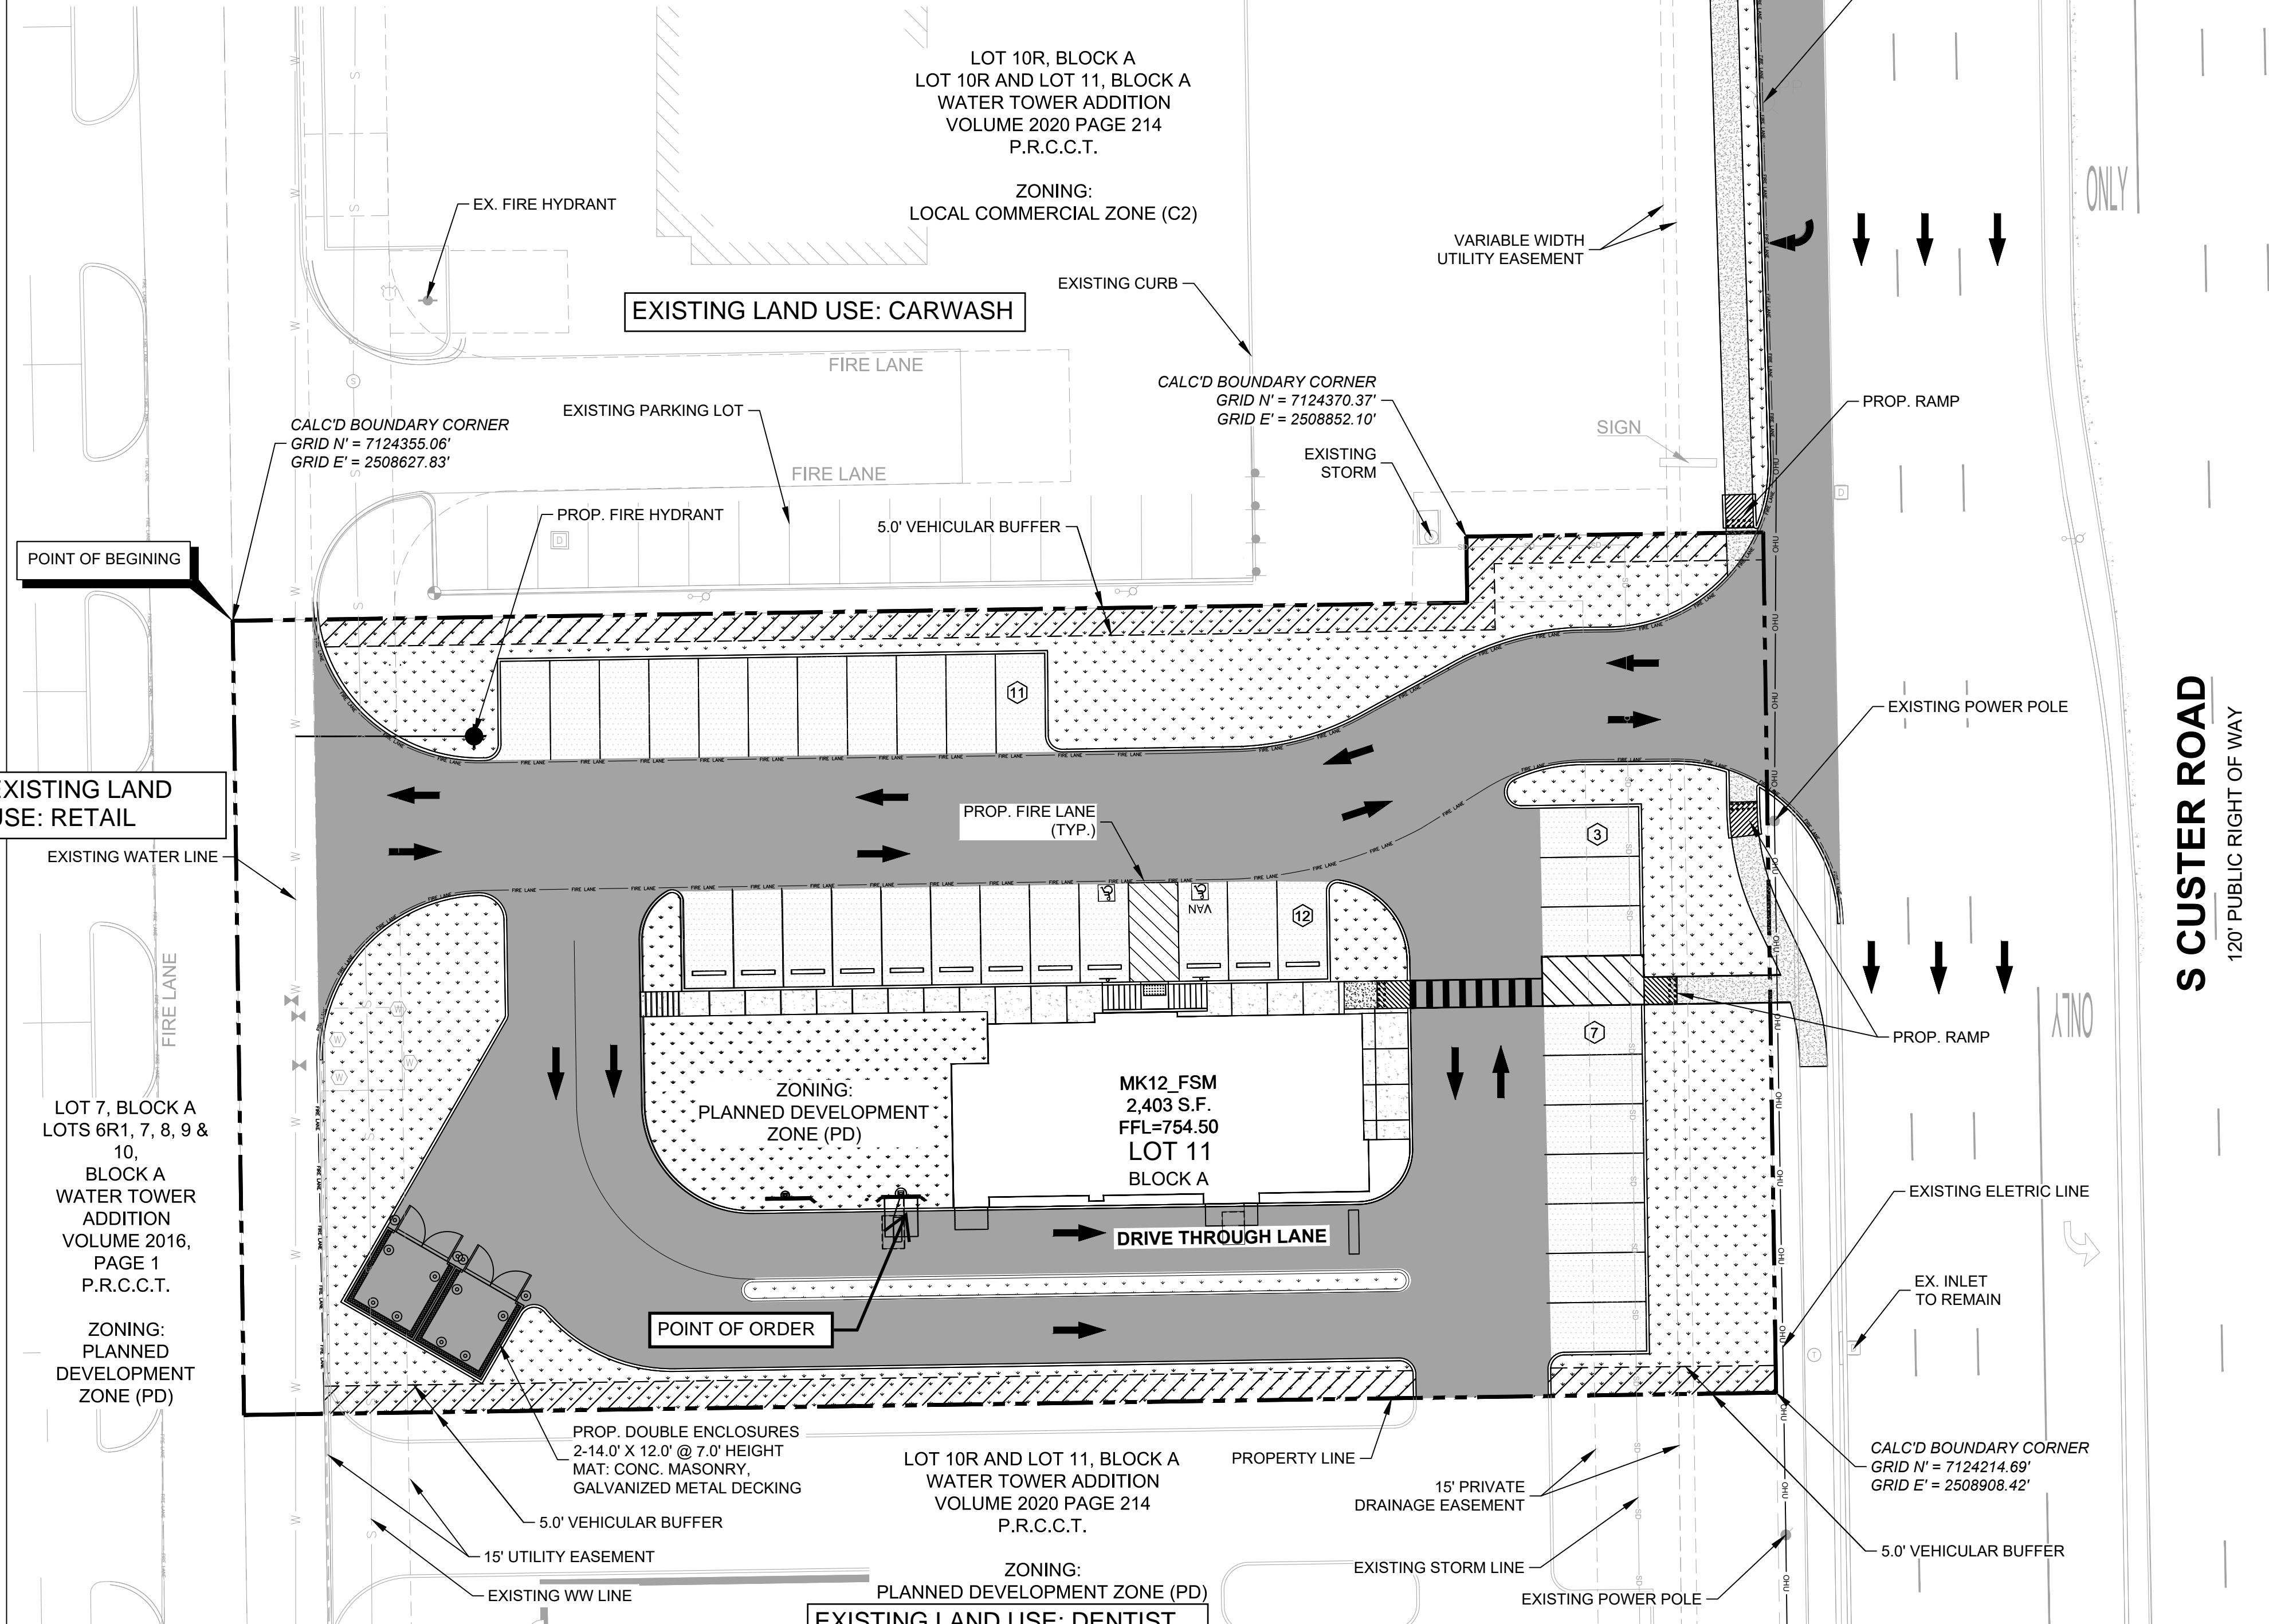 LOT 10R, BLOCK A
LOT 10R AND LOT 11, BLOCK A
WATER TOWER ADDITION
VOLUME 2020 PAGE 214
P.R.C.C.T.
ZONING:
LOCAL COMMERCIAL ZONE (C2)
EX. FIRE HYDRANT
VARIABLE WIDTH
UTILITY EASEMENT
ONLY
EXISTING LAND USE: CARWASH
EXISTING CURB
FIRE LANE
CALC'D BOUNDARY CORNER
GRID N' = 7124370.37'
GRID E' = 2508852.10'
PROP. RAMP
EXISTING PARKING LOT
CALC'D BOUNDARY CORNER
GRID N' = 7124355.06'
GRID E' = 2508627.83'
SIGN
EXISTING
STORM
FIRE LANE
PROP. FIRE HYDRANT
5.0' VEHICULAR BUFFER
POINT OF BEGINING
11
EXISTING POWER POLE
S CUSTER ROAD
120' PUBLIC RIGHT OF WAY
EXISTING LAND
USE: RETAIL
PROP. FIRE LANE
(TYP.)
3
EXISTING WATER LINE
VAN
12
FIRE LANE
7
ONLY
PROP. RAMP
ZONING:
PLANNED DEVELOPMENT
ZONE (PD)
MK12_FSM
2,403 S.F.
FFL=754.50
LOT 11
BLOCK A
LOT 7, BLOCK A
LOTS 6R1, 7, 8, 9 &
10,
BLOCK A
WATER TOWER
ADDITION
VOLUME 2016,
PAGE 1
P.R.C.C.T.
ZONING:
PLANNED
DEVELOPMENT
ZONE (PD)
EXISTING ELETRIC LINE
DRIVE THROUGH LANE
EX. INLET
TO REMAIN
POINT OF ORDER
PROP. DOUBLE ENCLOSURES
2-14.0' X 12.0' @ 7.0' HEIGHT
MAT: CONC. MASONRY,
GALVANIZED METAL DECKING
LOT 10R AND LOT 11, BLOCK A
WATER TOWER ADDITION
VOLUME 2020 PAGE 214
P.R.C.C.T.
PROPERTY LINE
15' PRIVATE
DRAINAGE EASEMENT
CALC'D BOUNDARY CORNER
GRID N' = 7124214.69'
GRID E' = 2508908.42'
5.0' VEHICULAR BUFFER
15' UTILITY EASEMENT
EXISTING WW LINE
ZONING:
PLANNED DEVELOPMENT ZONE (PD)
EXISTING LAND USE: DENTIST
EXISTING STORM LINE
5.0' VEHICULAR BUFFER
EXISTING POWER POLE